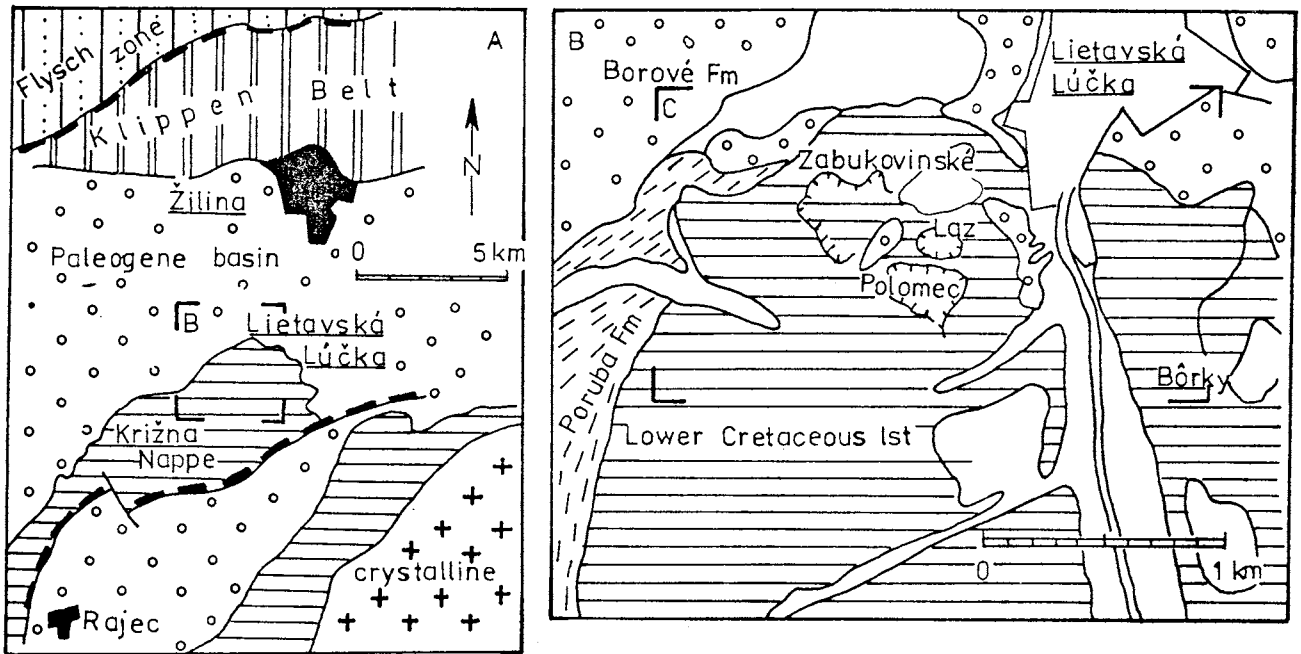 A
Flysch zone
Klippen Belt
N
Žilina
0 5 km
Paleogene basin
B
Lietavská
Lúčka
Križna
Nappe
crystalline
Rajec
B
Borové Fm
Lietavská
Lúčka
C
Zabukovinské
Laz
Polomec
Poruba Fm
Bôrky
Lower Cretaceous lst
0 1 km